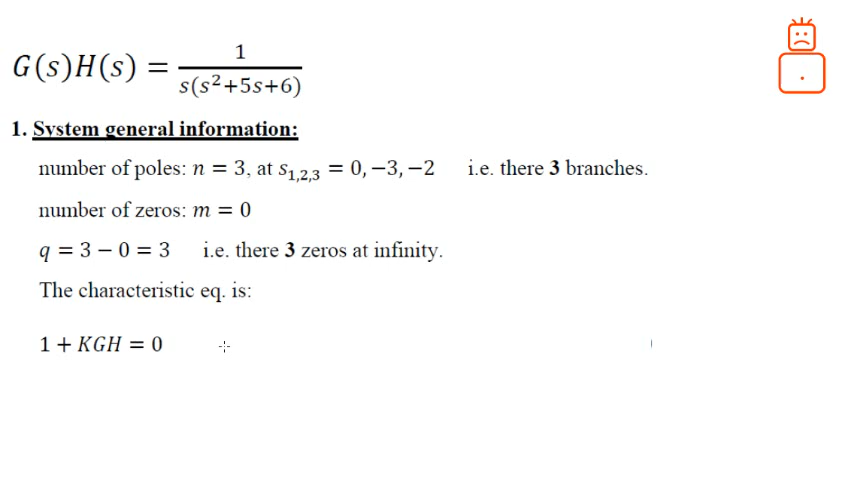 G(s)H(s) = 1 / s(s²+5s+6)
1. System general information:
number of poles: n = 3, at s₁,₂,₃ = 0, −3, −2 i.e. there 3 branches.
number of zeros: m = 0
q = 3 − 0 = 3 i.e. there 3 zeros at infinity.
The characteristic eq. is:
1 + KGH = 0